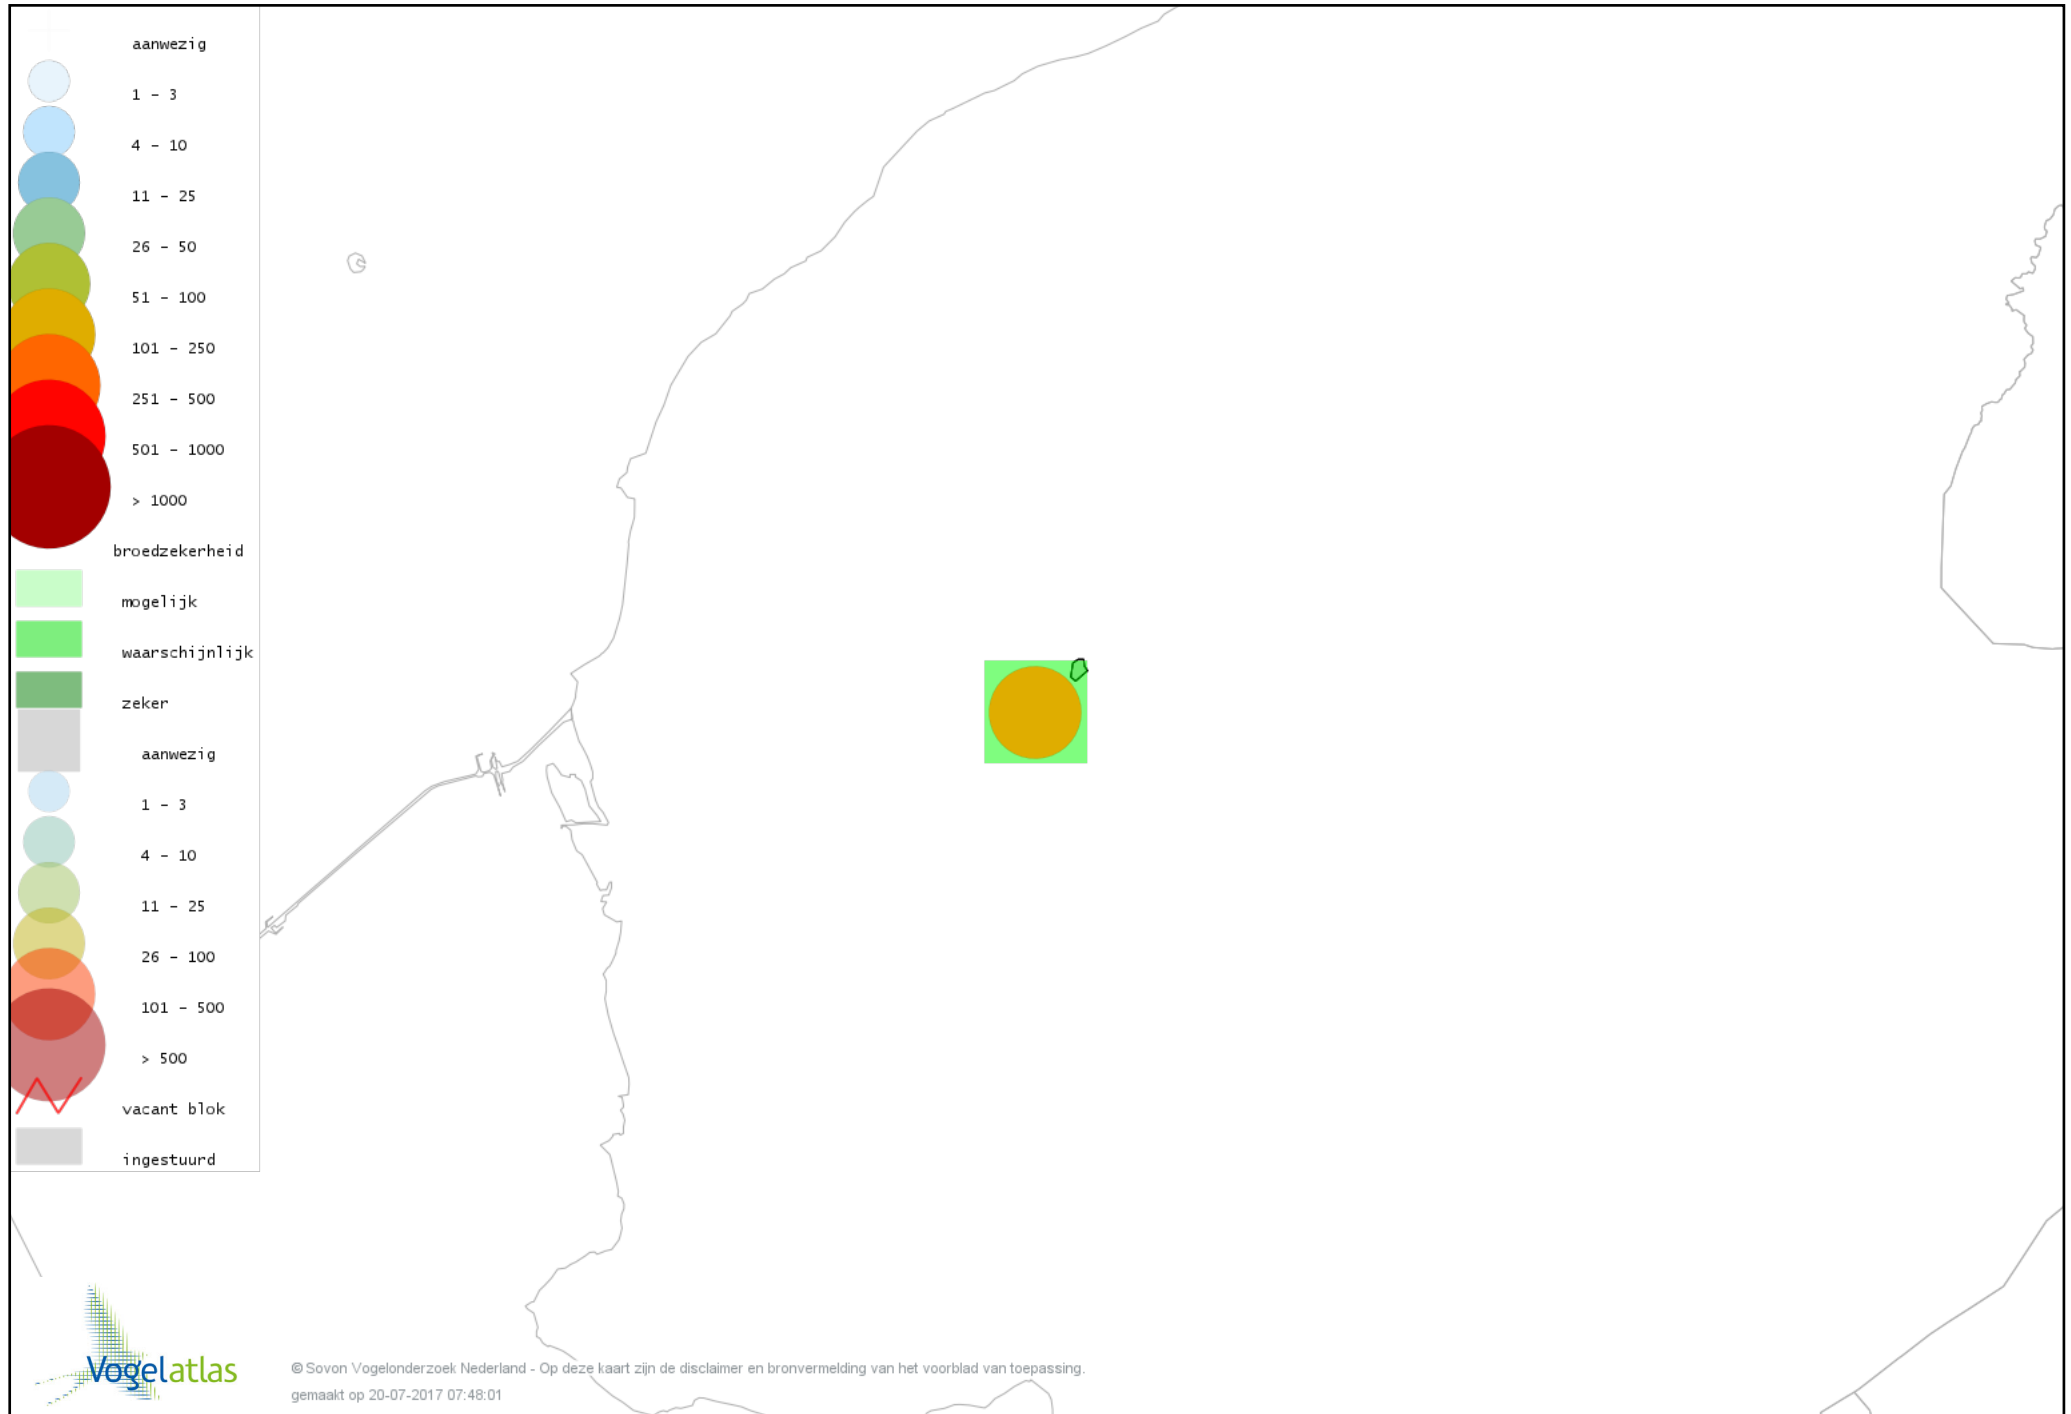 aanwezig
1 - 3
4 - 10
11 - 25
26 - 50
51 - 100
101 - 250
251 - 500
501 - 1000
> 1000
broedzekerheid
mogelijk
waarschijnlijk
zeker
aanwezig
1 - 3
4 - 10
11 - 25
26 - 100
101 - 500
> 500
vacant blok
ingestuurd
Vogelatlas
© Sovon Vogelonderzoek Nederland - Op deze kaart zijn de disclaimer en bronvermelding van het voorblad van toepassing.
gemaakt op 20-07-2017 07:48:01